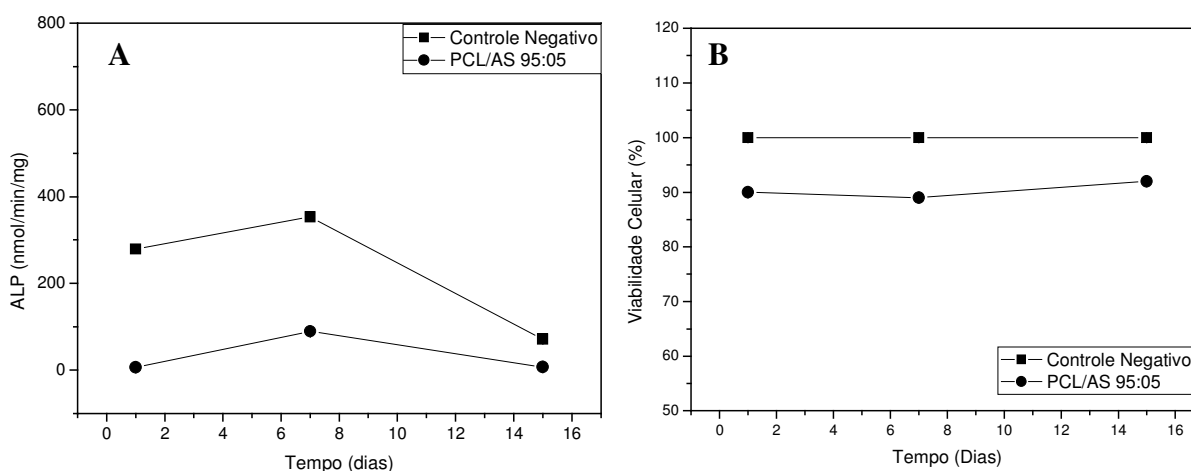 A
Controle Negativo
PCL/AS 95:05
800
600
400
200
0
ALP (nmol/min/mg)
0 2 4 6 8 10 12 14 16
Tempo (dias)
B
120
110
100
90
80
70
60
50
Viabilidade Celular (%)
Controle Negativo
PCL/AS 95:05
0 2 4 6 8 10 12 14 16
Tempo (Dias)